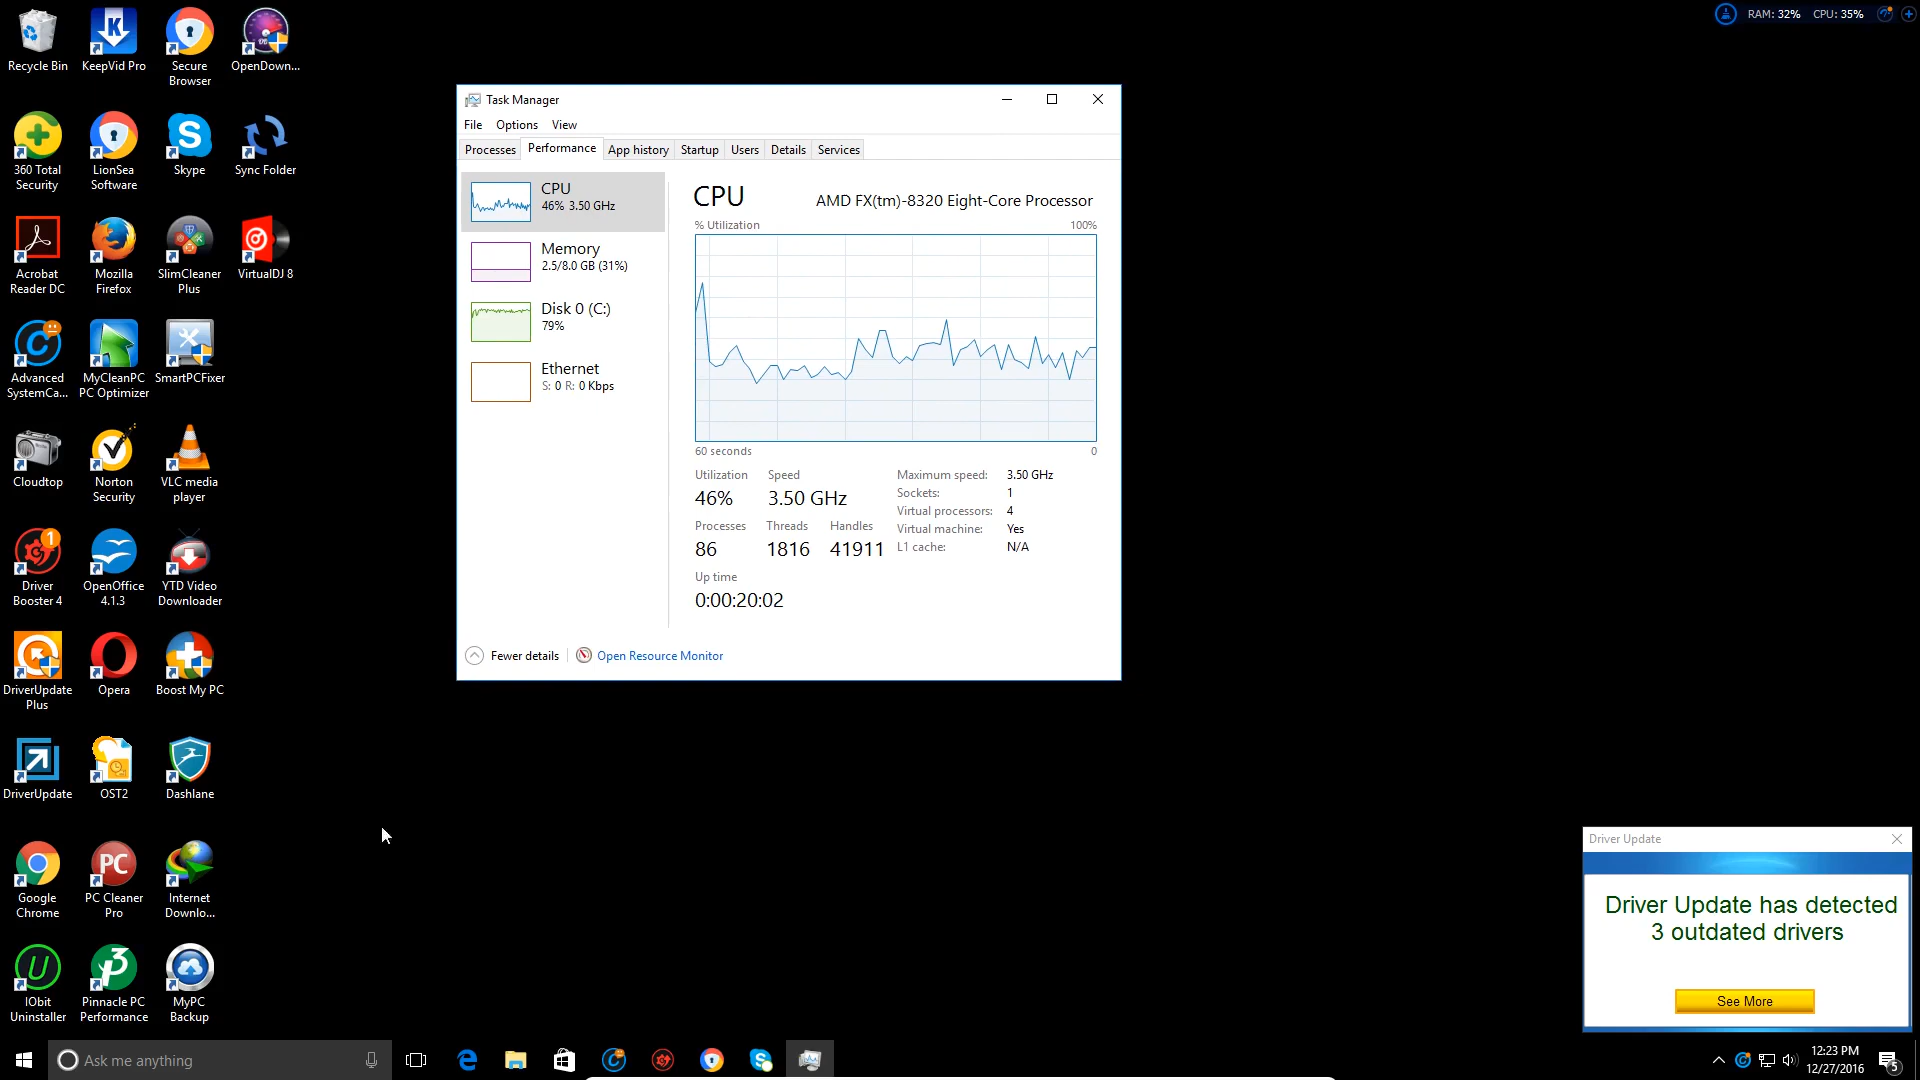 RAM: 32% CPU: 35%
Recycle Bin
KeepVid Pro
Secure
Browser
OpenDown...
360 Total
Security
LionSea
Software
Skype
Sync Folder
Acrobat
Reader DC
Mozilla
Firefox
SlimCleaner
Plus
VirtualDJ 8
Advanced
SystemCa...
MyCleanPC
PC Optimizer
SmartPCFixer
Cloudtop
Norton
Security
VLC media
player
1
Driver
Booster 4
OpenOffice
4.1.3
YTD Video
Downloader
DriverUpdate
Plus
Opera
Boost My PC
DriverUpdate
OST2
Dashlane
Google
Chrome
PC
PC Cleaner
Pro
Internet
Downlo...
IObit
Uninstaller
Pinnacle PC
Performance
MyPC
Backup
Task Manager
File Options View
Processes Performance App history Startup Users Details Services
CPU
46% 3.50 GHz
Memory
2.5/8.0 GB (31%)
Disk 0 (C:)
79%
Ethernet
S: 0 R: 0 Kbps
CPU AMD FX(tm)-8320 Eight-Core Processor
% Utilization 100%
60 seconds 0
Utilization Speed
46% 3.50 GHz
Processes Threads Handles
86 1816 41911
Up time
0:00:20:02
Maximum speed: 3.50 GHz
Sockets: 1
Virtual processors: 4
Virtual machine: Yes
L1 cache: N/A
Fewer details Open Resource Monitor
Driver Update
Driver Update has detected
3 outdated drivers
See More
Ask me anything
12:23 PM
12/27/2016
5